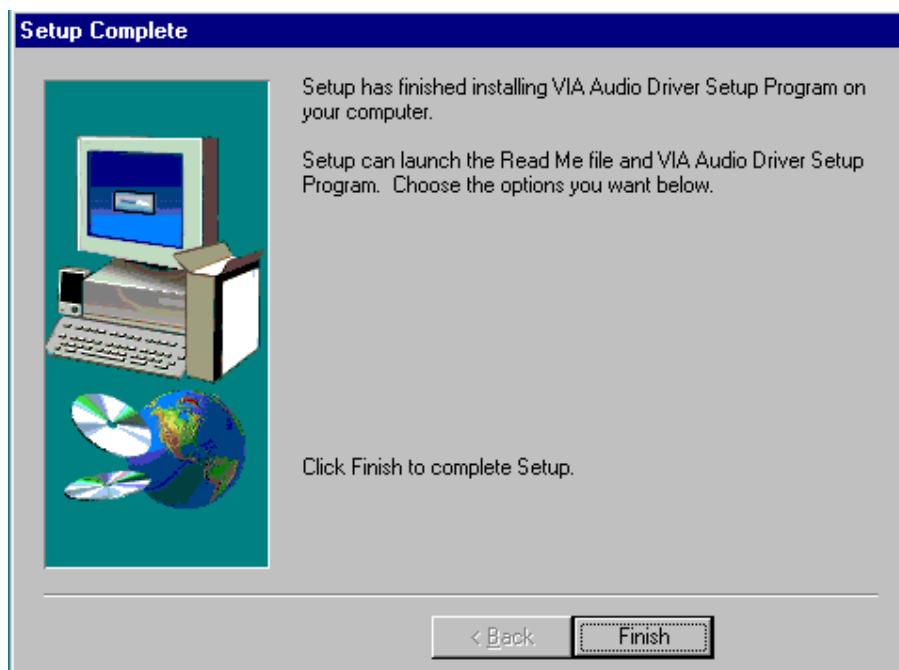 Setup Complete
Setup has finished installing VIA Audio Driver Setup Program on
your computer.
Setup can launch the Read Me file and VIA Audio Driver Setup
Program.  Choose the options you want below.
Click Finish to complete Setup.
< Back
Finish